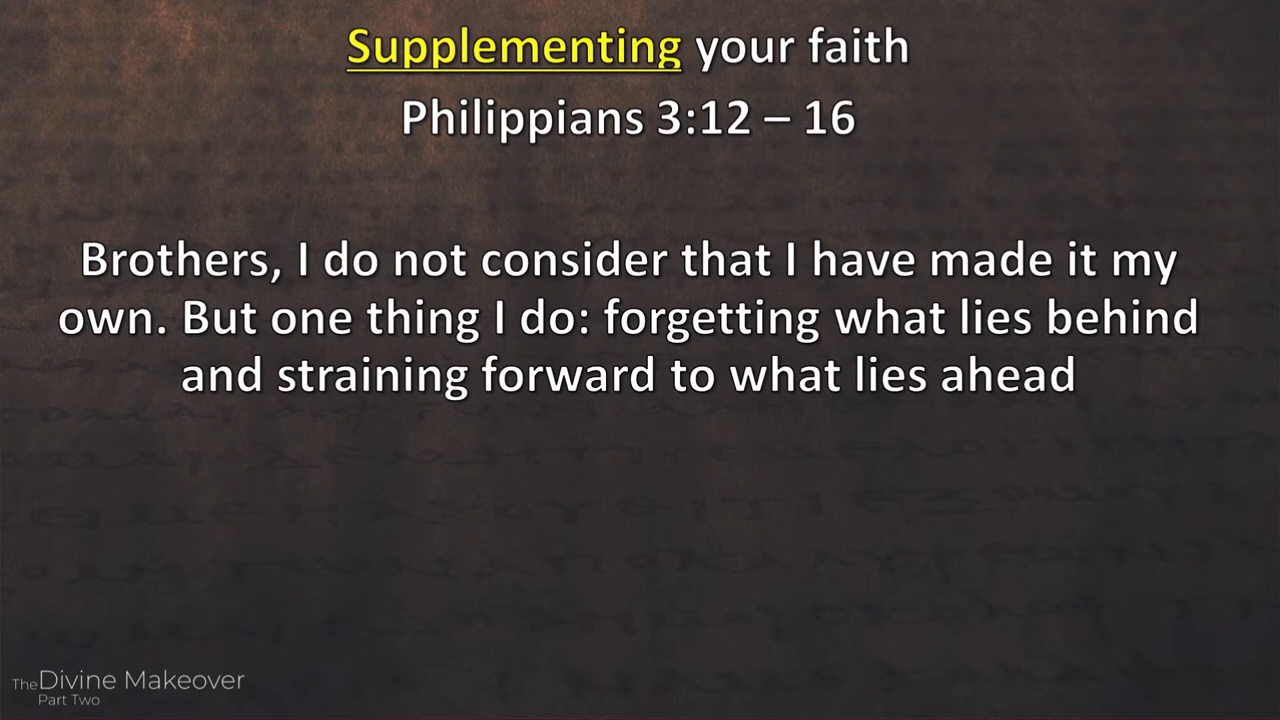 Supplementing your faith
Philippians 3:12 – 16
Brothers, I do not consider that I have made it my
own. But one thing I do: forgetting what lies behind
and straining forward to what lies ahead
The Divine Makeover
Part Two